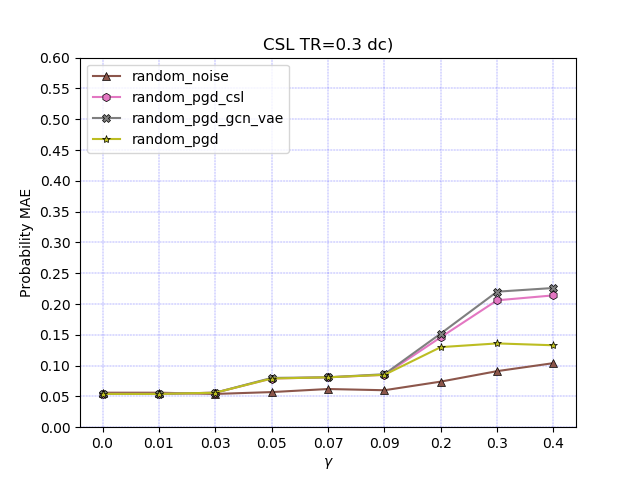 CSL TR=0.3 dc)
0.60
0.55
0.50
0.45
0.40
0.35
0.30
0.25
0.20
0.15
0.10
0.05
0.00
Probability MAE
random_noise
random_pgd_csl
random_pgd_gcn_vae
random_pgd
0.0 0.01 0.03 0.05 0.07 0.09 0.2 0.3 0.4
γ